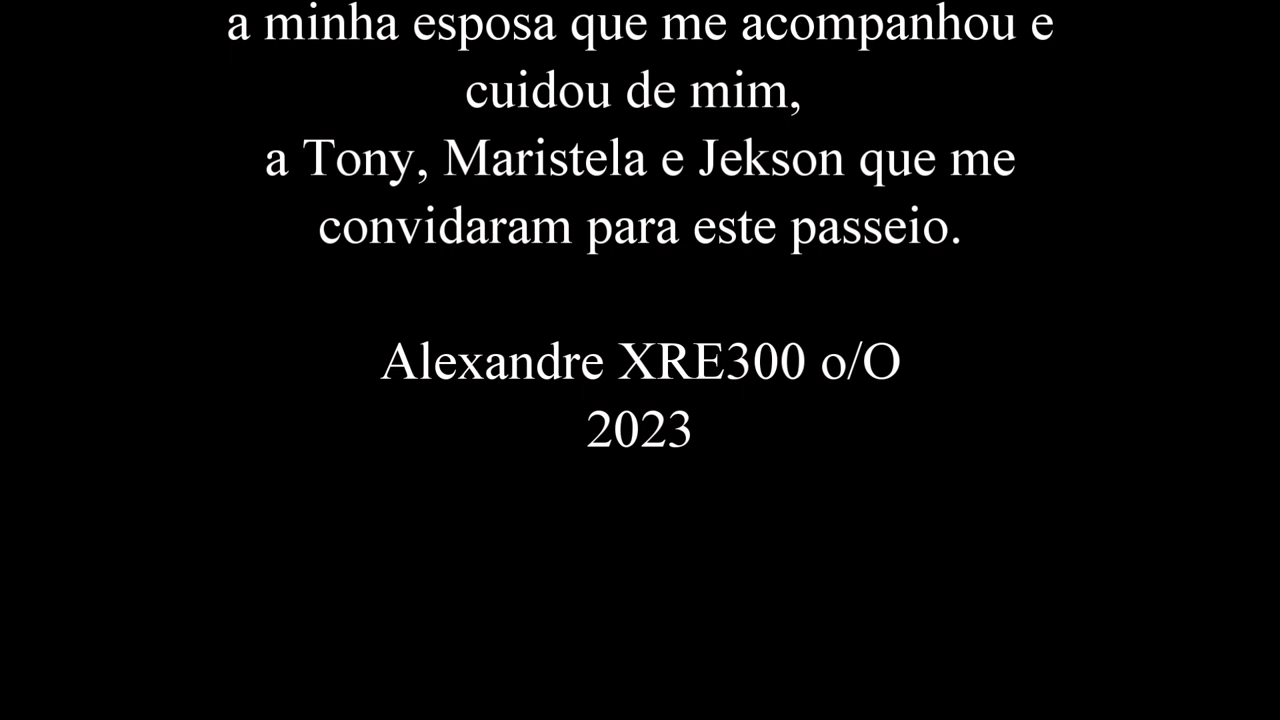 a minha esposa que me acompanhou e
cuidou de mim,
a Tony, Maristela e Jekson que me
convidaram para este passeio.
Alexandre XRE300 o/O
2023